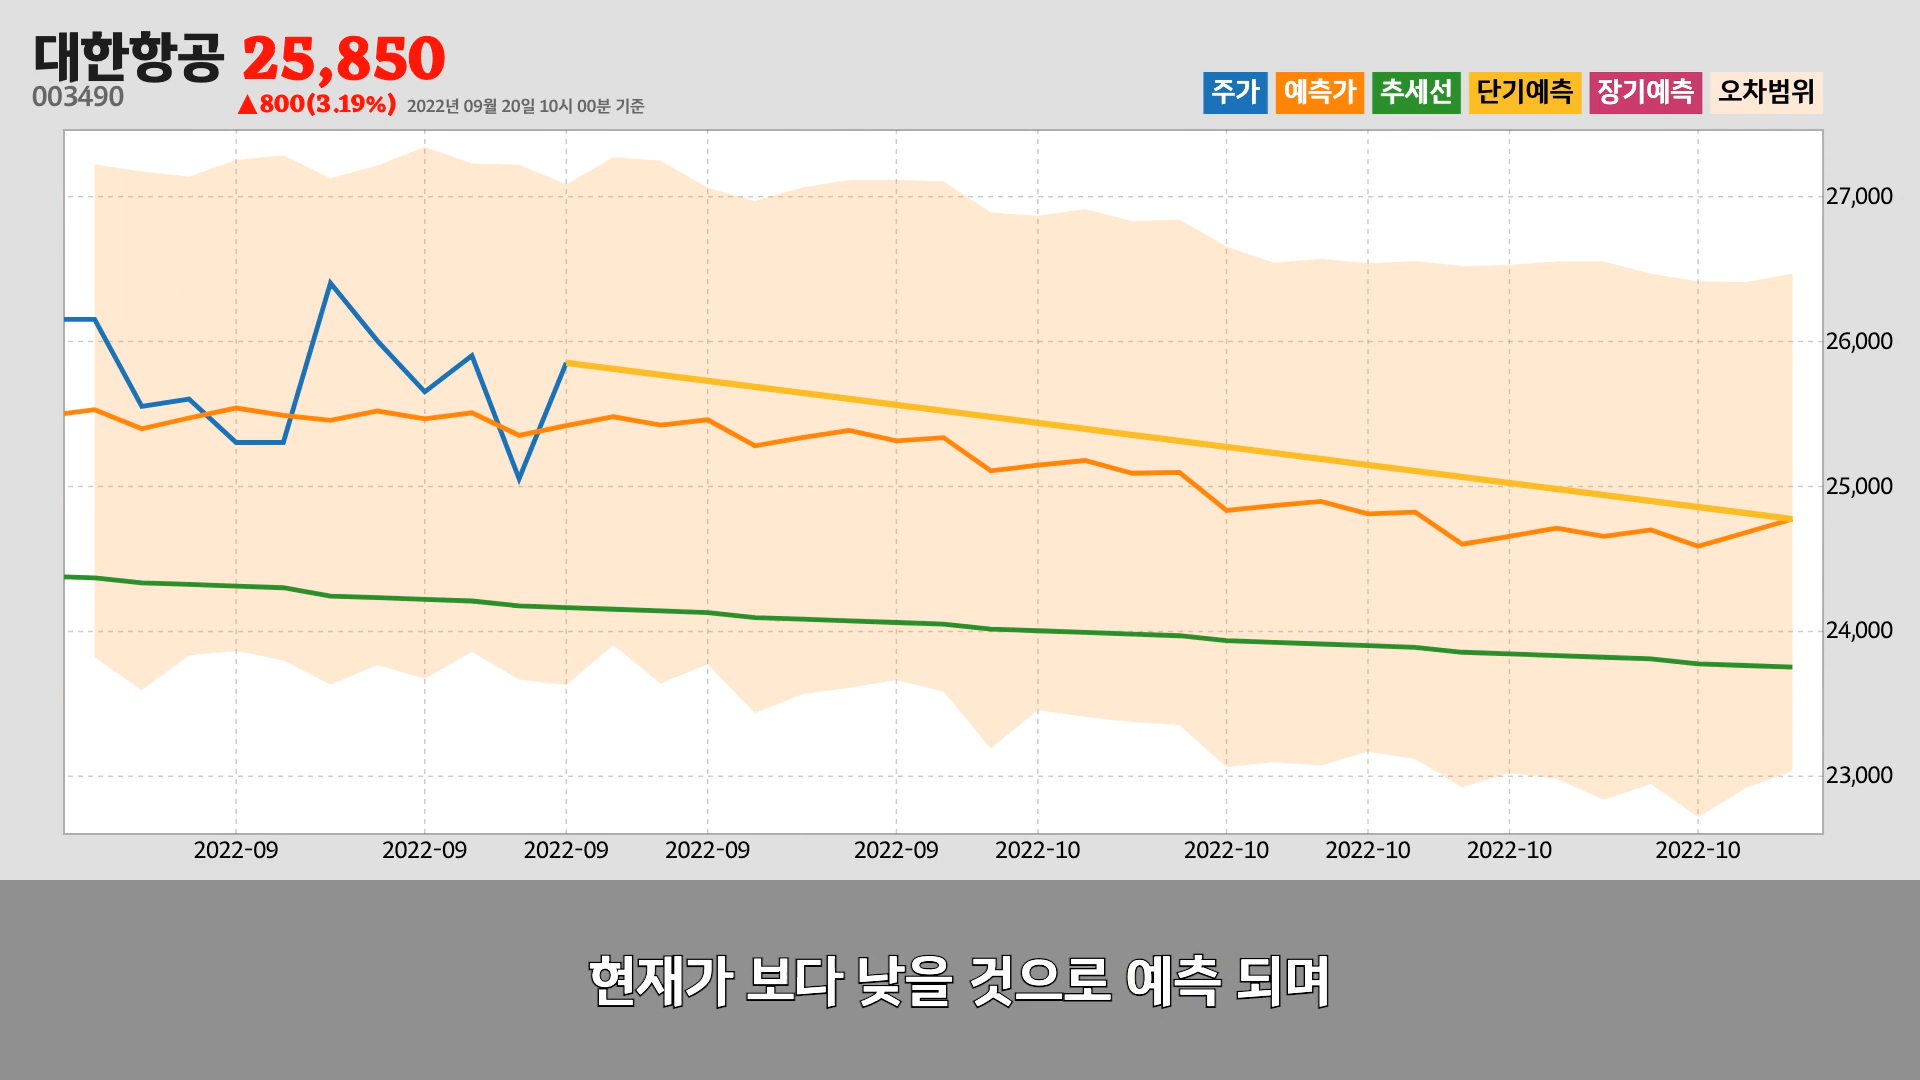 대한항공 25,850
003490
▲800(3.19%) 2022년 09월 20일 10시 00분 기준
주가 예측가 추세선 단기예측 장기예측 오차범위
27,000
26,000
25,000
24,000
23,000
2022-09 2022-09 2022-09 2022-09 2022-09 2022-10 2022-10 2022-10 2022-10 2022-10
현재가 보다 낮을 것으로 예측 되며